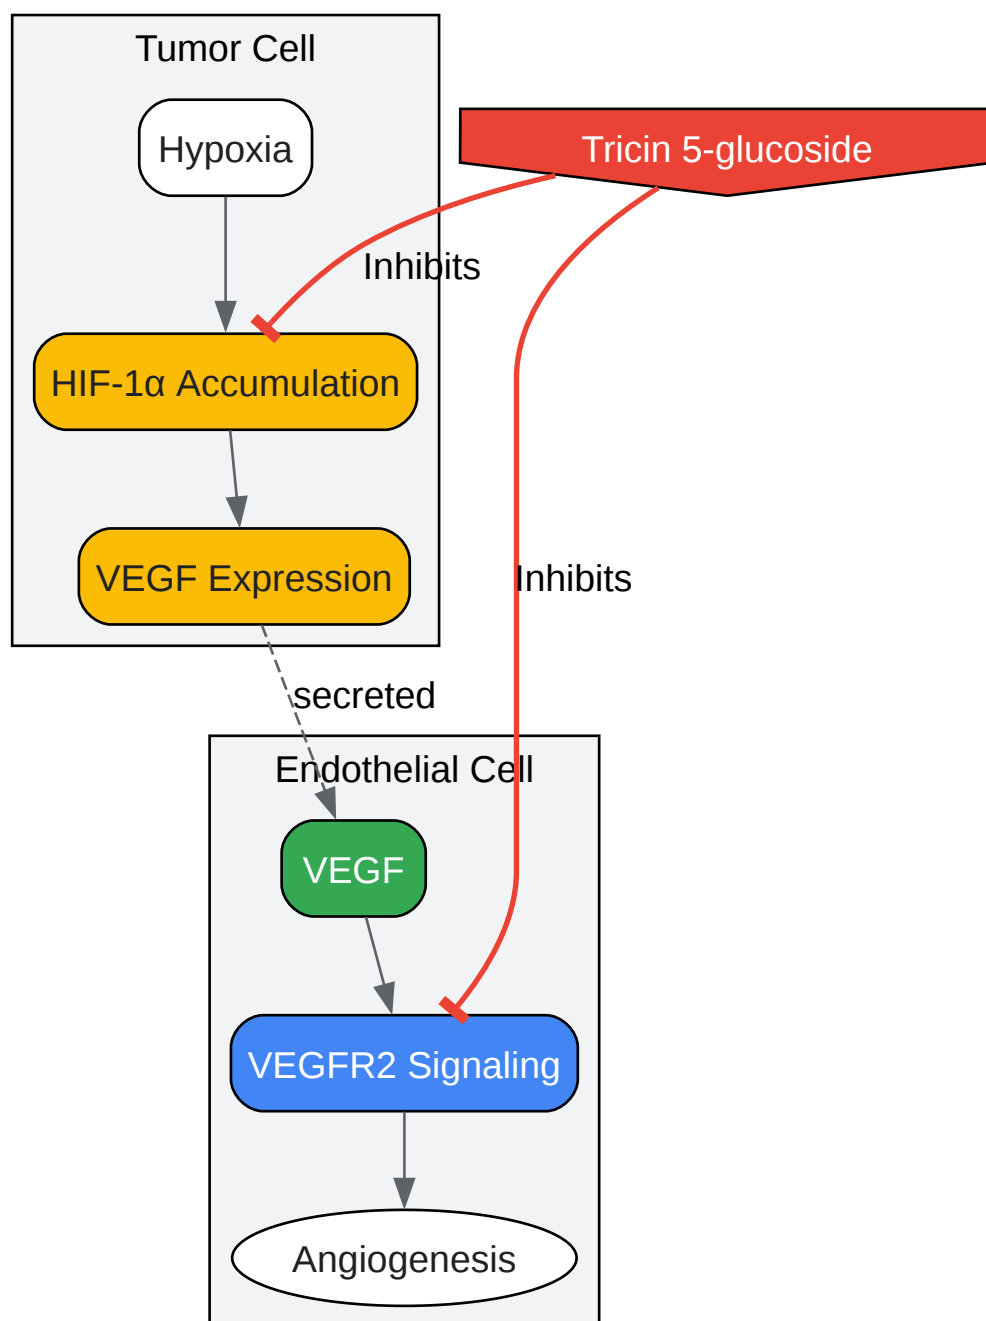 Tumor Cell
Hypoxia
Tricin 5-glucoside
Inhibits
HIF-1α Accumulation
VEGF Expression
Inhibits
secreted
Endothelial Cell
VEGF
VEGFR2 Signaling
Angiogenesis